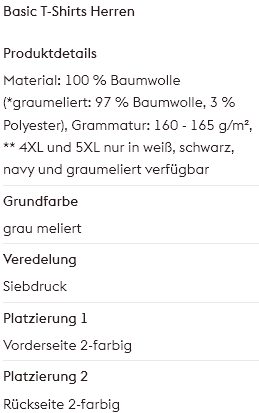 Basic T-Shirts Herren
Produktdetails
Material: 100 % Baumwolle
(*graumeliert: 97 % Baumwolle, 3 %
Polyester), Grammatur: 160 - 165 g/m²,
** 4XL und 5XL nur in weiß, schwarz,
navy und graumeliert verfügbar
Grundfarbe
grau meliert
Veredelung
Siebdruck
Platzierung 1
Vorderseite 2-farbig
Platzierung 2
Rückseite 2-farbig